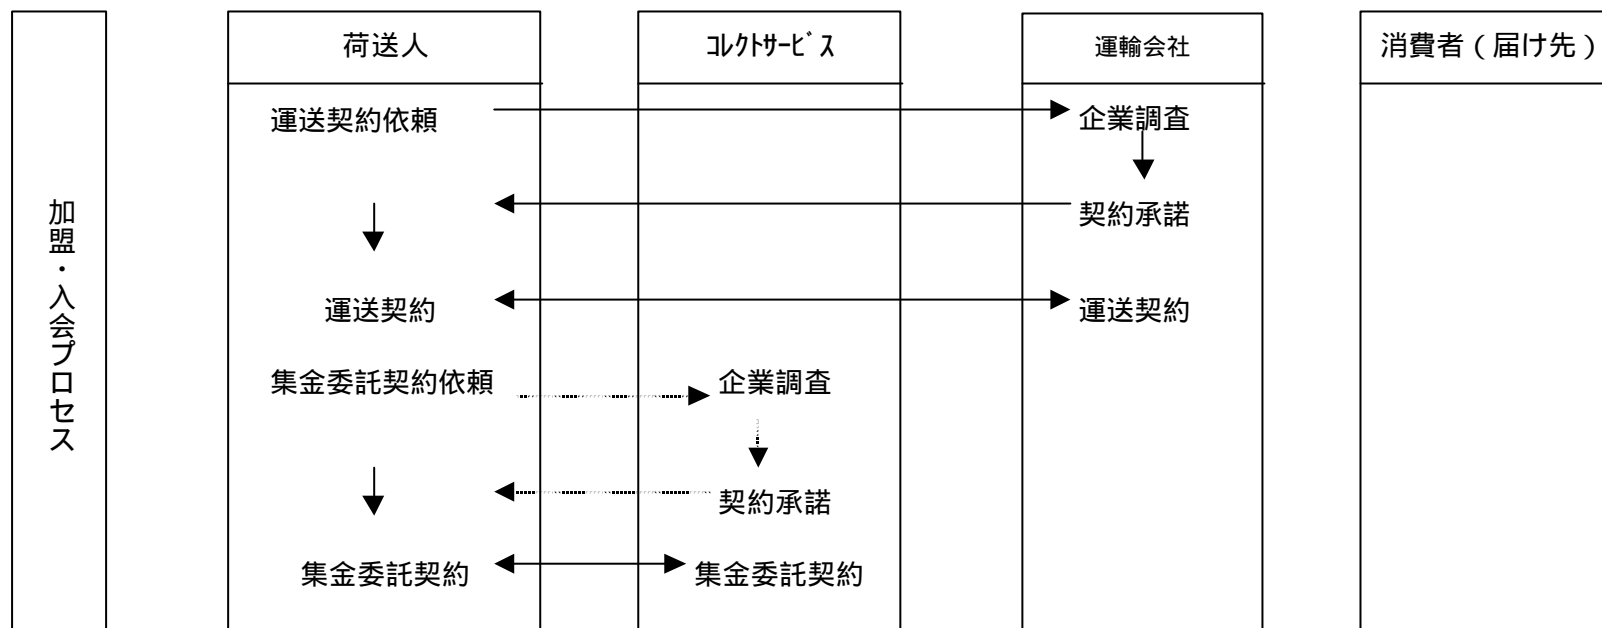 加盟・入会プロセス
荷送人
ｺﾚｸﾄｻｰﾋﾞｽ
運輸会社
消費者（届け先）
運送契約依頼
企業調査
契約承諾
運送契約
運送契約
集金委託契約依頼
企業調査
契約承諾
集金委託契約
集金委託契約